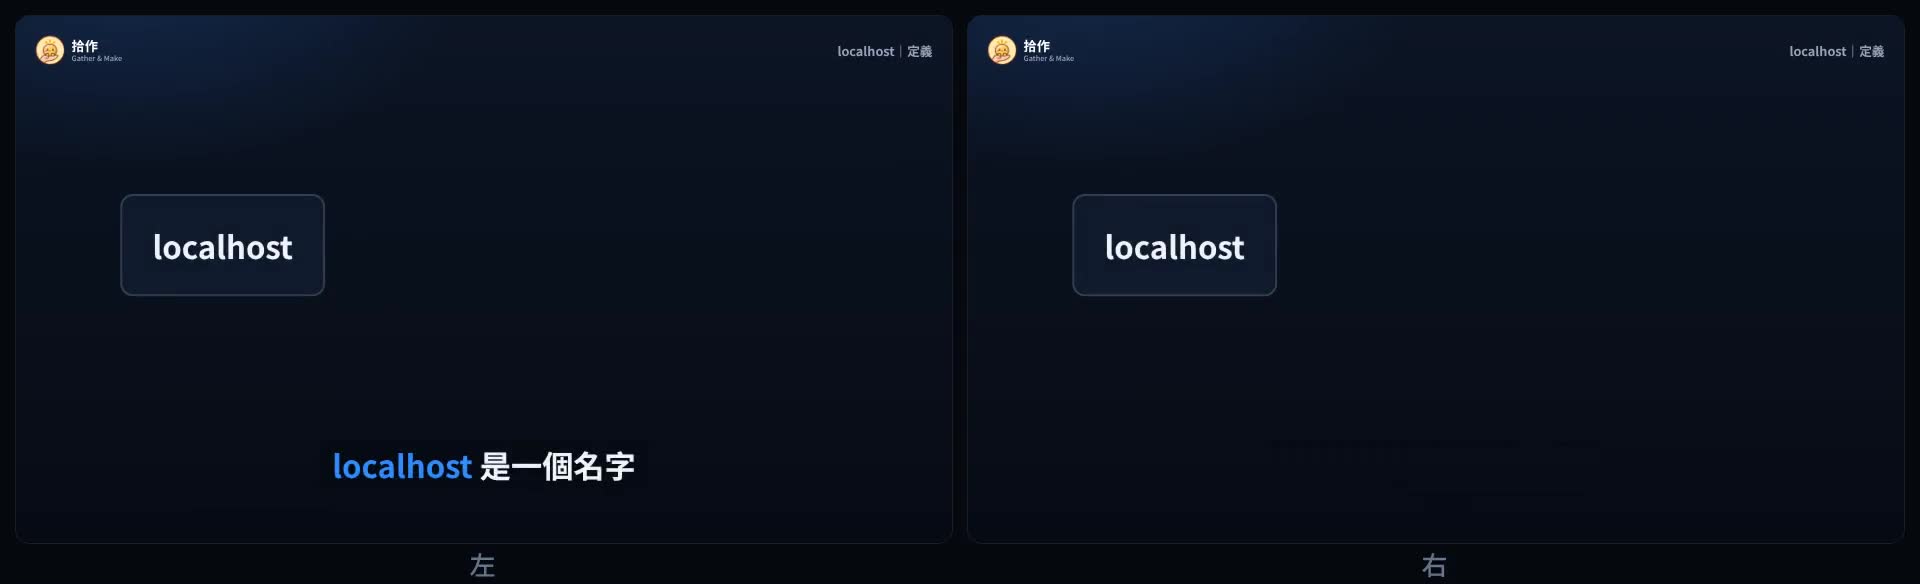 拾作
Gather & Make
localhost｜定義
localhost
localhost 是一個名字
左
拾作
Gather & Make
localhost｜定義
localhost
右